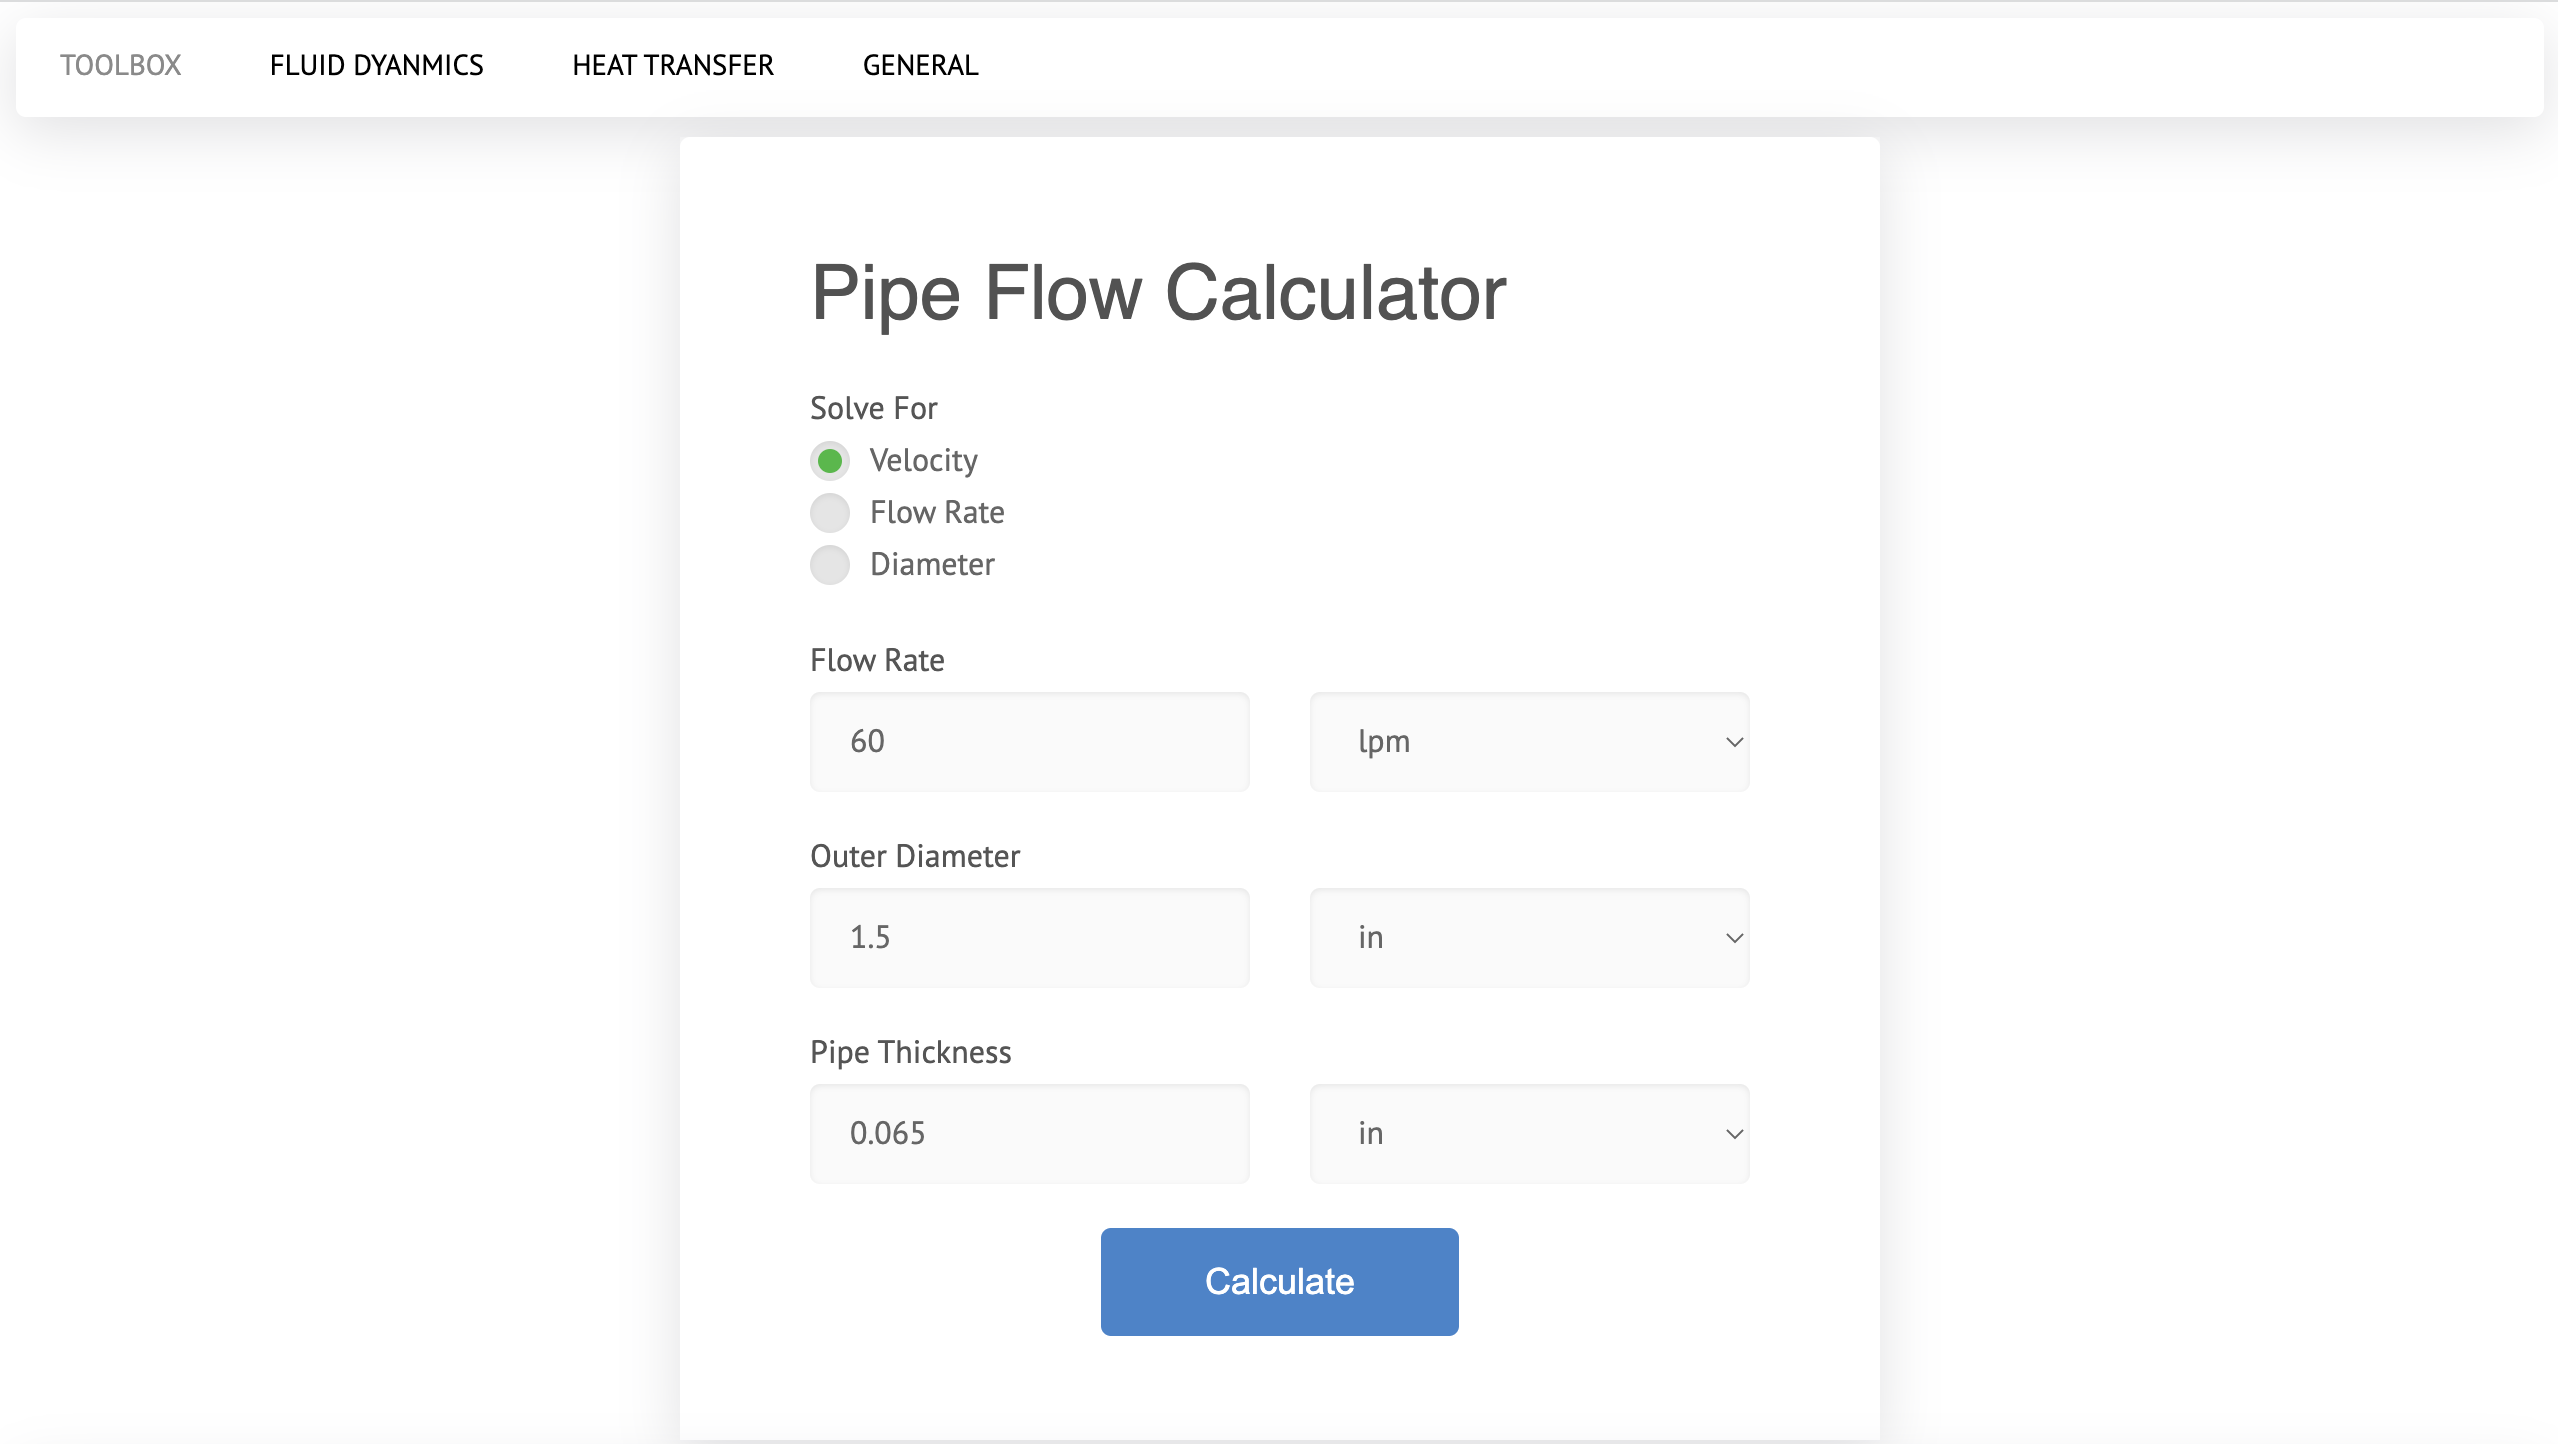 TOOLBOX FLUID DYANMICS HEAT TRANSFER GENERAL
Pipe Flow Calculator
Solve For
Velocity
Flow Rate
Diameter
Flow Rate
60 lpm
Outer Diameter
1.5 in
Pipe Thickness
0.065 in
Calculate